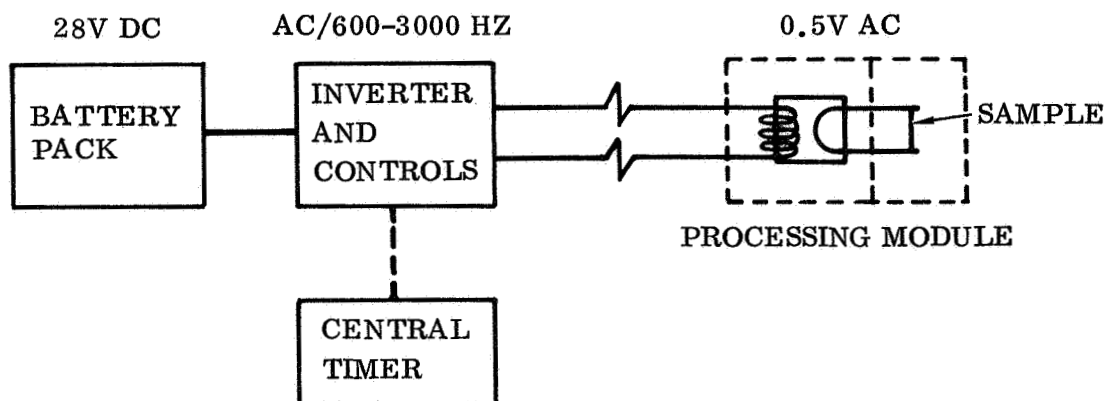 28V DC
AC/600-3000 HZ
0.5V AC
BATTERY
PACK
INVERTER
AND
CONTROLS
SAMPLE
PROCESSING MODULE
CENTRAL
TIMER